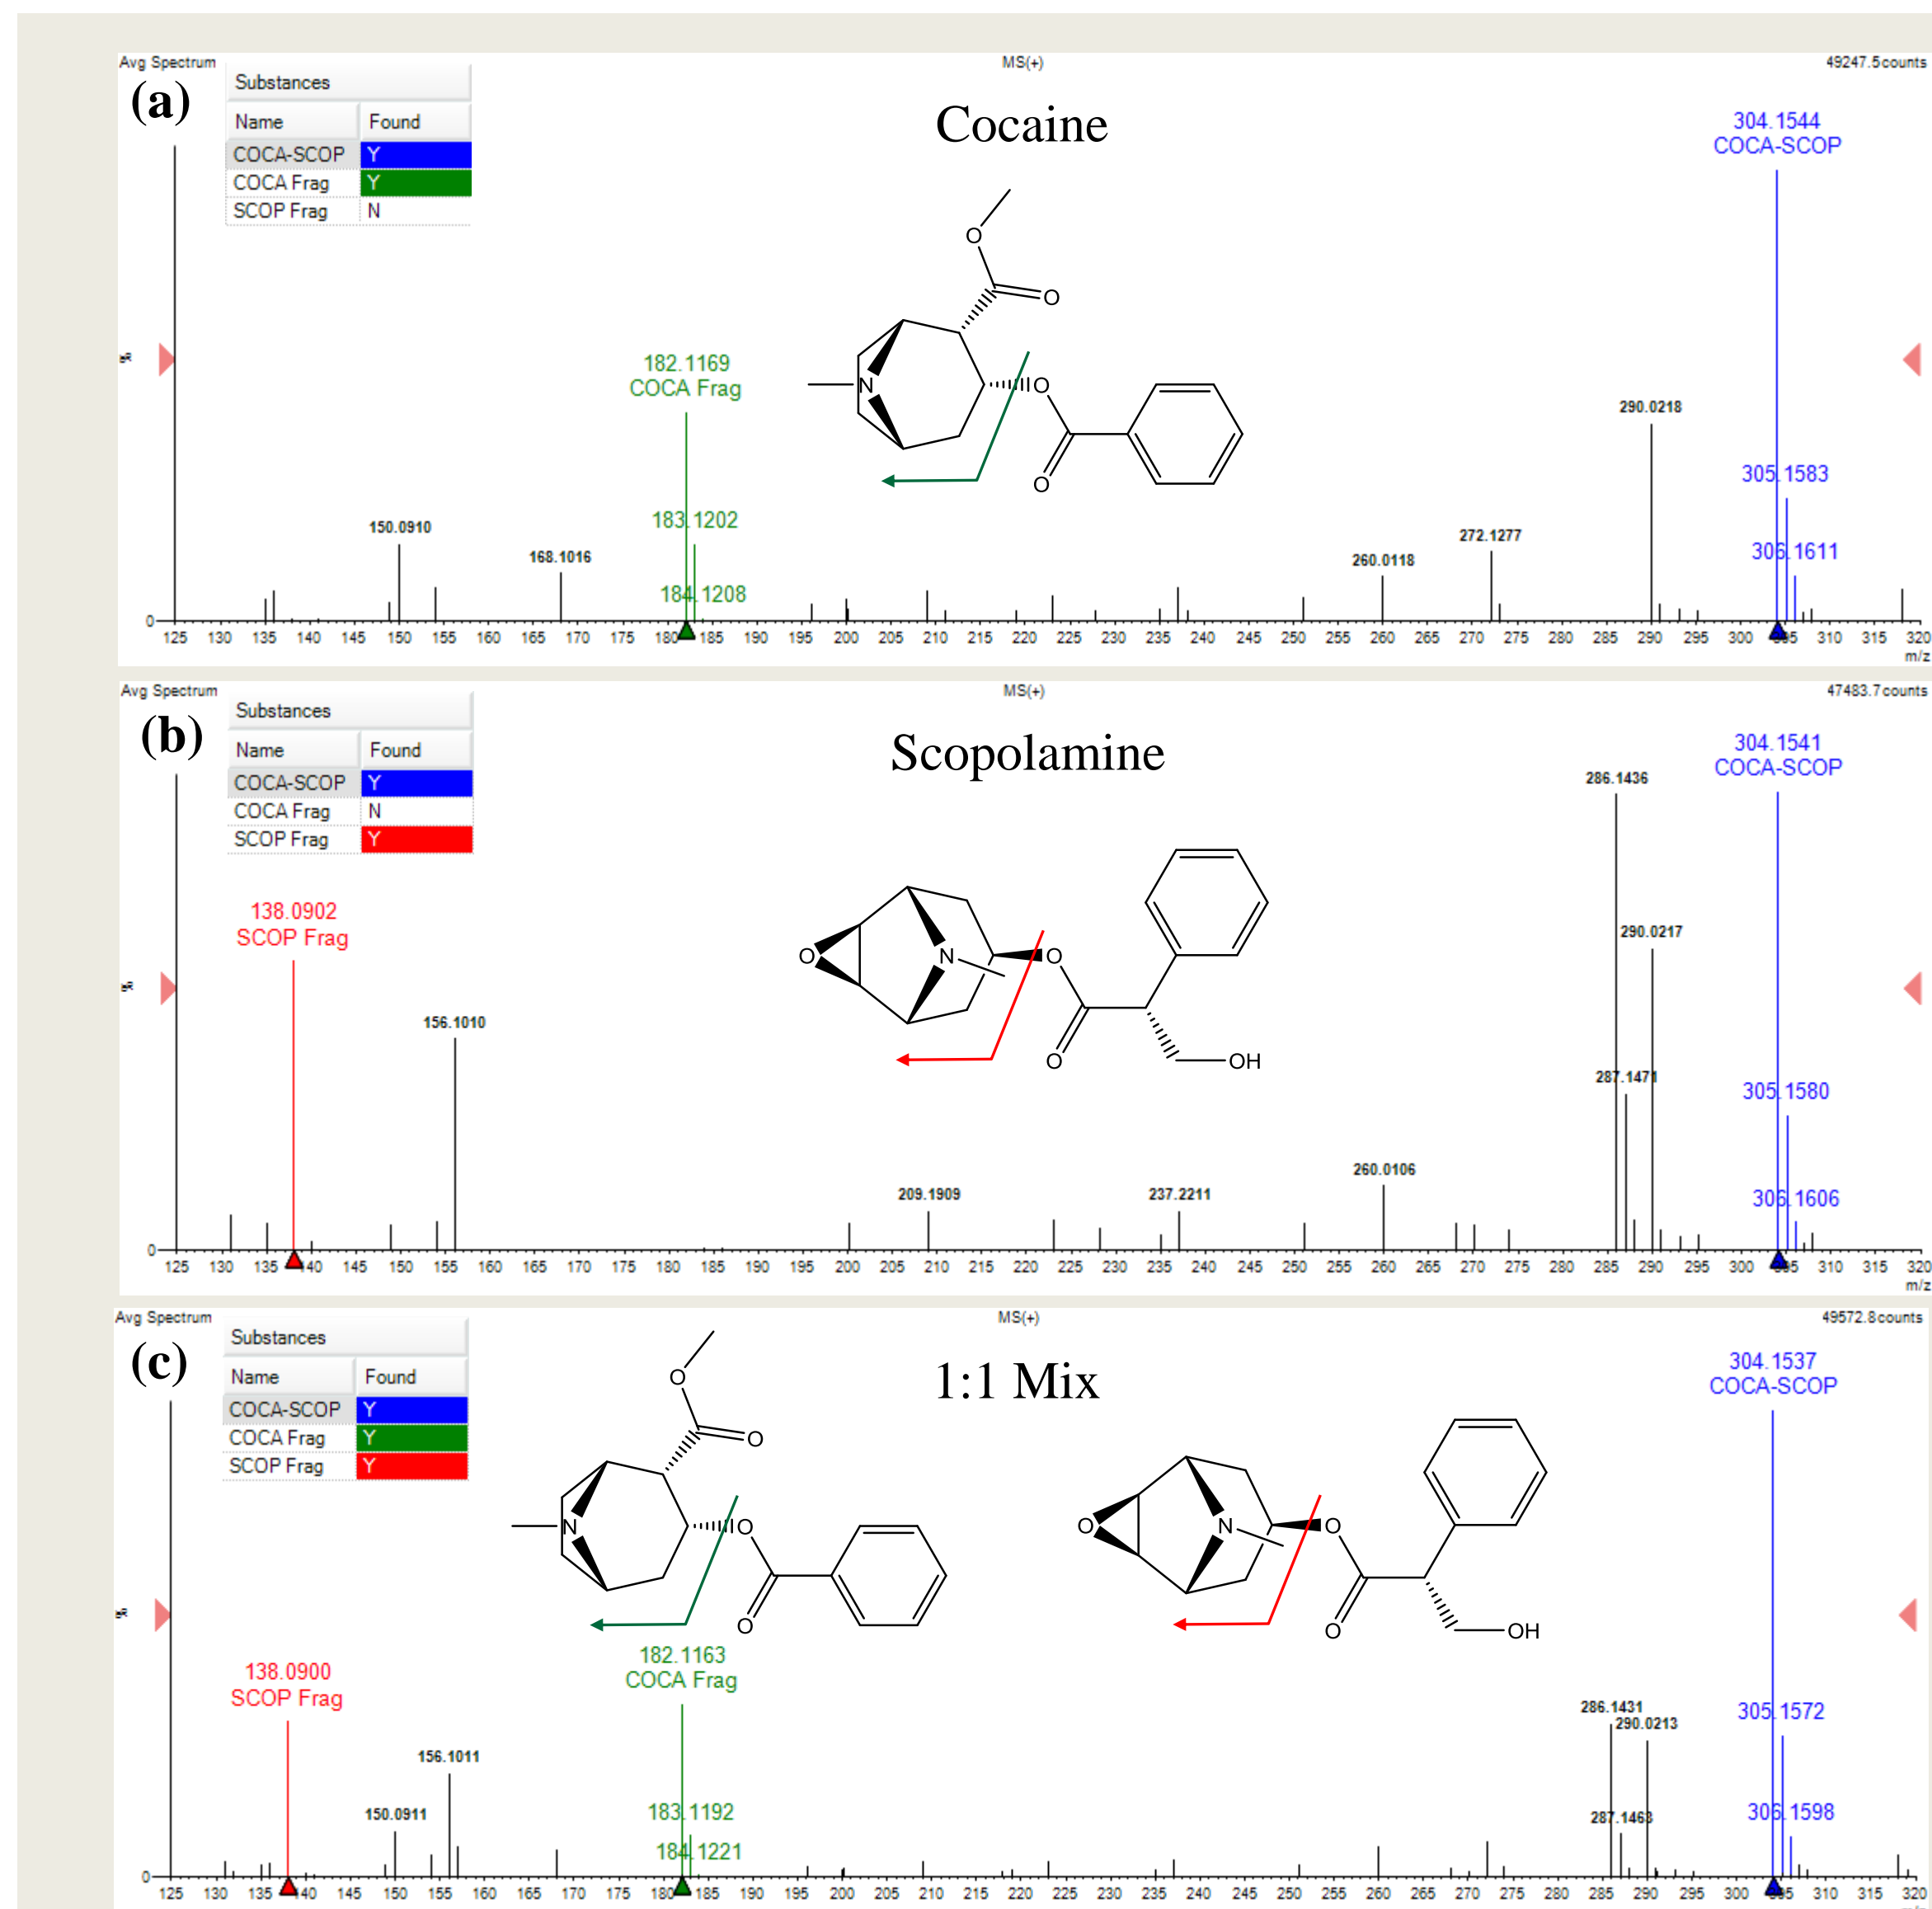 Avg Spectrum MS(+) 49247.5counts
(a)
Substances
Name Found
COCA-SCOP Y
COCA Frag Y
SCOP Frag N
Cocaine
304.1544
COCA-SCOP
O
O
N
O
O
182.1169
COCA Frag
290.0218
305.1583
183.1202
150.0910
168.1016
272.1277
260.0118
306.1611
184.1208
0
125 130 135 140 145 150 155 160 165 170 175 180 185 190 195 200 205 210 215 220 225 230 235 240 245 250 255 260 265 270 275 280 285 290 295 300 305 310 315 320
m/z
Avg Spectrum MS(+) 47483.7counts
(b)
Substances
Name Found
COCA-SCOP Y
COCA Frag N
SCOP Frag Y
Scopolamine
304.1541
COCA-SCOP
286.1436
138.0902
SCOP Frag
290.0217
O
N
O
O
OH
156.1010
287.1471
305.1580
260.0106
209.1909
237.2211
306.1606
0
125 130 135 140 145 150 155 160 165 170 175 180 185 190 195 200 205 210 215 220 225 230 235 240 245 250 255 260 265 270 275 280 285 290 295 300 305 310 315 320
m/z
Avg Spectrum MS(+) 49572.8counts
(c)
Substances
Name Found
COCA-SCOP Y
COCA Frag Y
SCOP Frag Y
1:1 Mix
304.1537
COCA-SCOP
O
O
N
O
O
O
N
O
O
OH
138.0900
SCOP Frag
182.1163
COCA Frag
286.1431
290.0213
305.1572
156.1011
150.0911
183.1192
184.1221
287.1463
306.1598
0
125 130 135 140 145 150 155 160 165 170 175 180 185 190 195 200 205 210 215 220 225 230 235 240 245 250 255 260 265 270 275 280 285 290 295 300 305 310 315 320